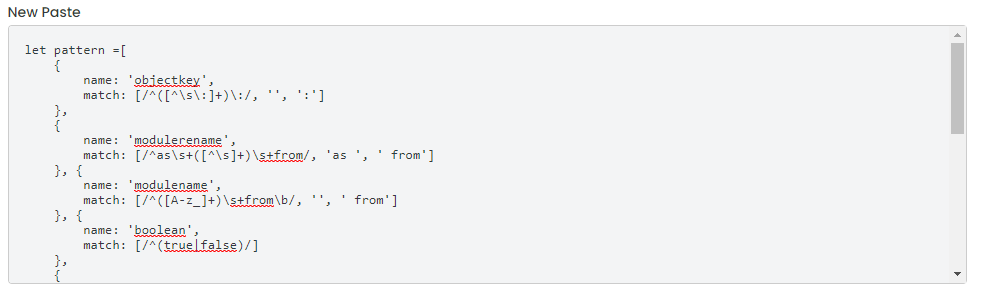 New Paste
let pattern =[
    {
        name: 'objectkey',
        match: [/^([^\s\:]+)\:/, '', ':']
    },
    {
        name: 'modulerename',
        match: [/^as\s+([^\s]+)\s+from/, 'as ', ' from']
    }, {
        name: 'modulename',
        match: [/^([A-z_]+)\s+from\b/, '', ' from']
    }, {
        name: 'boolean',
        match: [/^(true|false)/]
    },
    {